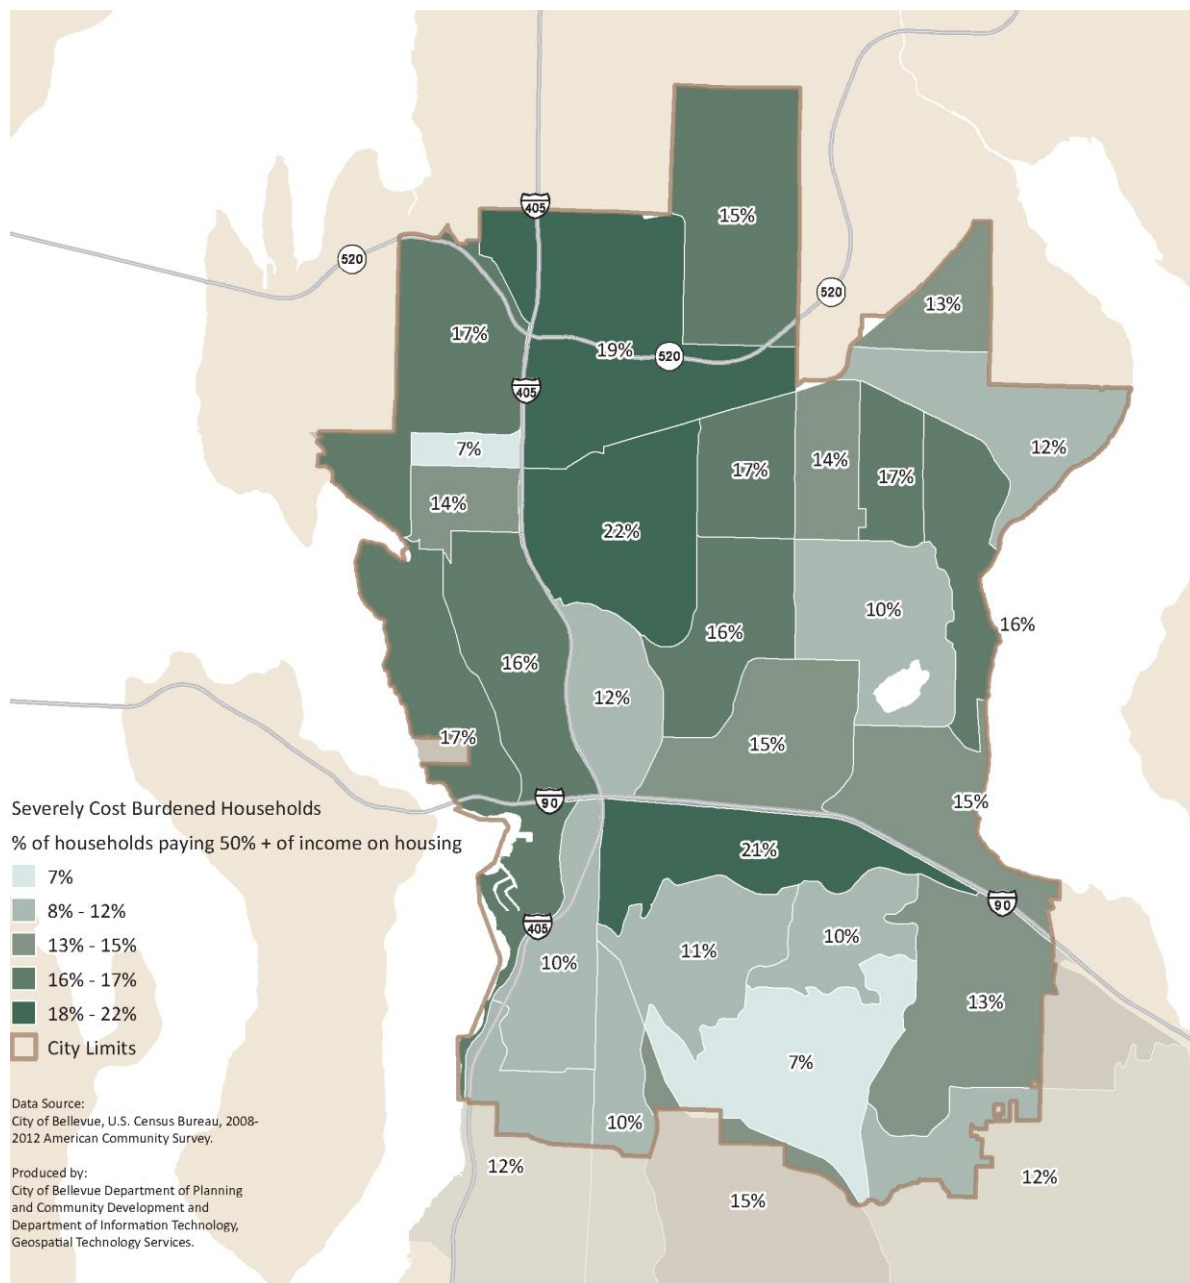 405
15%
520
520
13%
17%
19%
520
405
7%
12%
17%
14%
17%
14%
22%
10%
16%
16%
16%
12%
17%
15%
Severely Cost Burdened Households
90
15%
% of households paying 50% + of income on housing
21%
7%
8% - 12%
90
405
10%
11%
10%
13% - 15%
16% - 17%
13%
18% - 22%
City Limits
7%
Data Source:
City of Bellevue, U.S. Census Bureau, 2008-
2012 American Community Survey.
10%
12%
12%
15%
Produced by:
City of Bellevue Department of Planning
and Community Development and
Department of Information Technology,
Geospatial Technology Services.